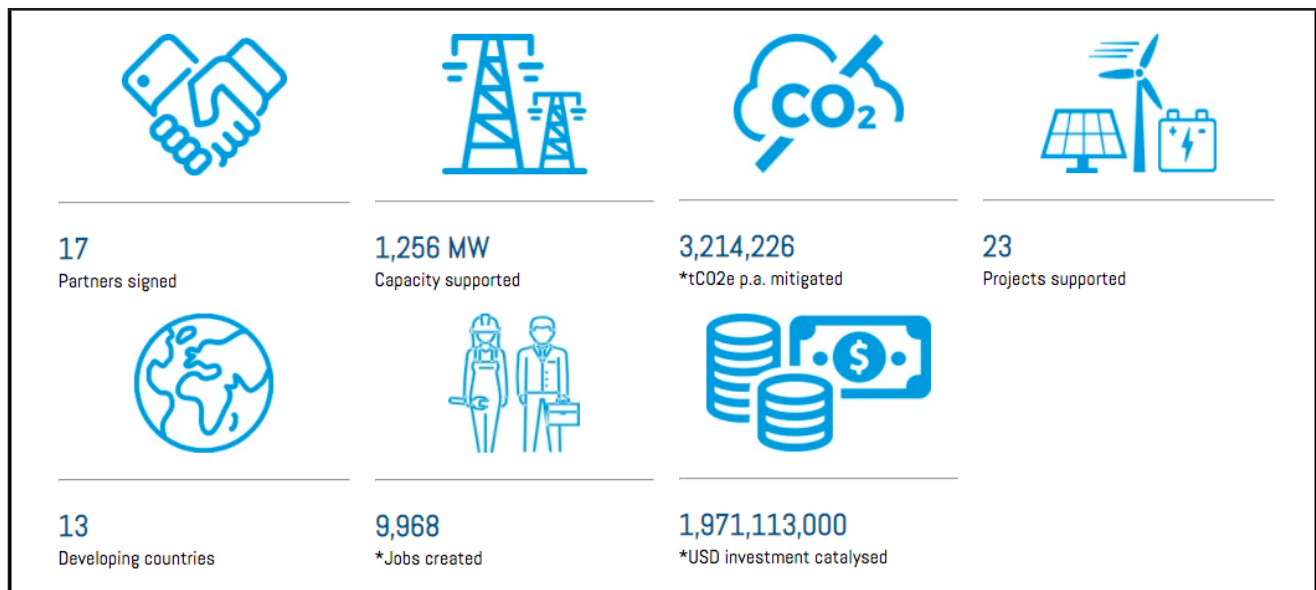 CO₂
17
Partners signed
1,256 MW
Capacity supported
3,214,226
*tCO2e p.a. mitigated
23
Projects supported
$
13
Developing countries
9,968
*Jobs created
1,971,113,000
*USD investment catalysed